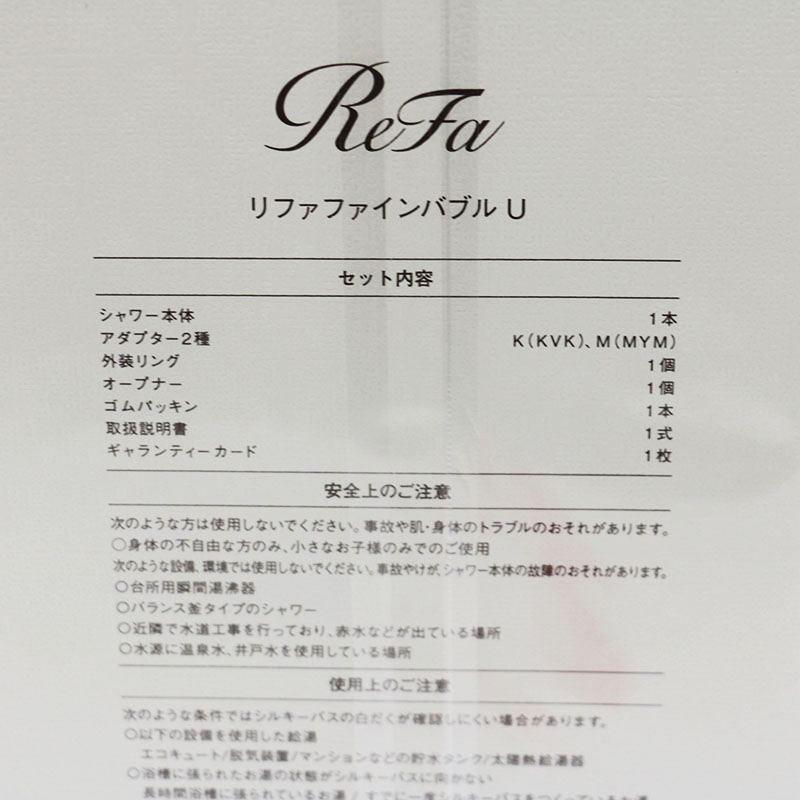 ReFa
リファファインバブル U
セット内容
シャワー本体 1本
アダプター2種 K(KVK)、M(MYM)
外装リング 1個
オープナー 1個
ゴムパッキン 1本
取扱説明書 1式
ギャランティーカード 1枚
安全上のご注意
次のような方は使用しないでください。事故や肌・身体のトラブルのおそれがあります。
○身体の不自由な方のみ、小さなお子様のみでのご使用
次のような設備、環境では使用しないでください。事故やけが、シャワー本体の故障のおそれがあります。
○台所用瞬間湯沸器
○バランス釜タイプのシャワー
○近隣で水道工事を行っており、赤水などが出ている場所
○水源に温泉水、井戸水を使用している場所
使用上のご注意
次のような条件ではシルキーバスの白だくが確認しにくい場合があります。
○以下の設備を使用した給湯
エコキュート/脱気装置/マンションなどの貯水タンク/太陽熱給湯器
○浴槽に張られたお湯の状態がシルキーバスに向かない
長時間浴槽に張られているお湯 / すでに一度シルキーバスをつくっているお湯